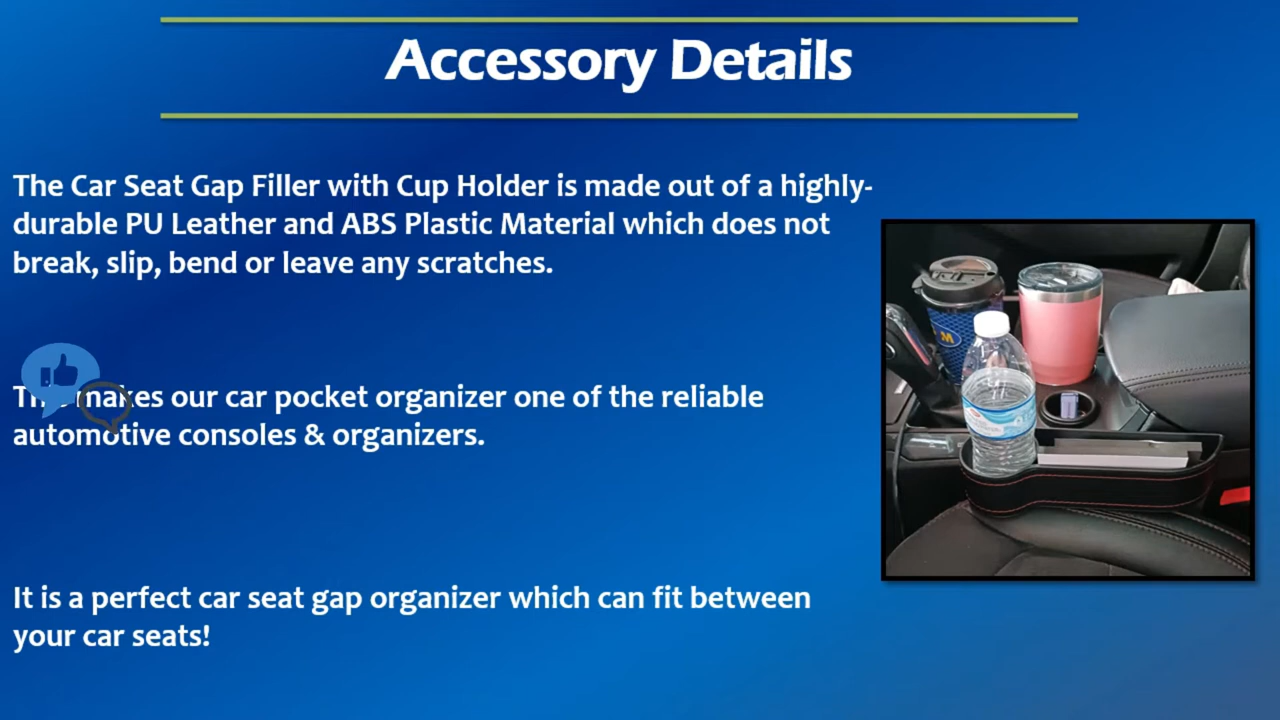 Accessory Details
The Car Seat Gap Filler with Cup Holder is made out of a highly-
durable PU Leather and ABS Plastic Material which does not
break, slip, bend or leave any scratches.
makes our car pocket organizer one of the reliable
automotive consoles & organizers.
It is a perfect car seat gap organizer which can fit between
your car seats!
M